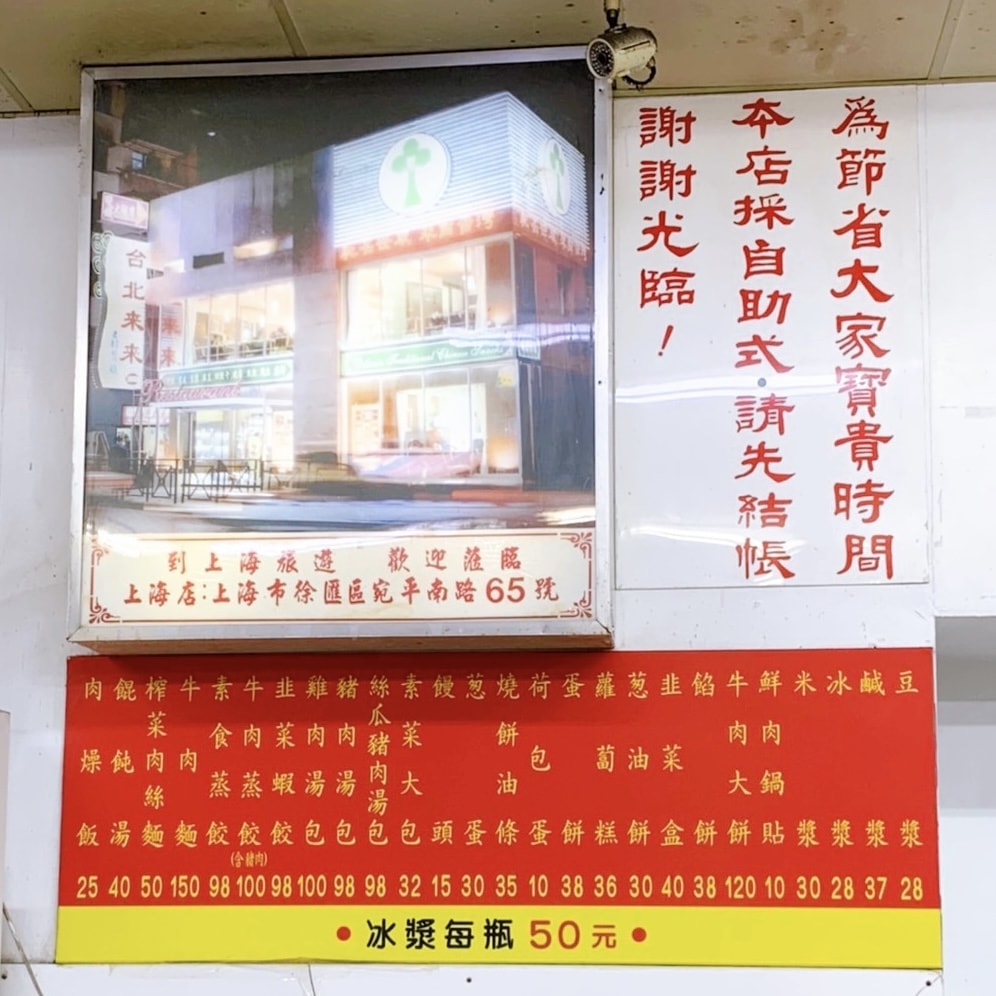 為節省大家寶貴時間
本店採自助式‧請先結帳
謝謝光臨！
台北来来
Restaurant
Traditional Chinese Snacks
到上海旅遊 歡迎蒞臨
上海店:上海市徐匯區宛平南路65號
豆漿 28
鹹漿 37
冰漿 28
米漿 30
鮮肉鍋貼 10
牛肉大餅 120
餡餅 38
韭菜盒 40
葱油餅 30
蘿蔔糕 36
蛋餅 38
荷包蛋 10
燒餅油條 35
葱蛋 30
饅頭 15
素菜大包 32
絲瓜豬肉湯包 98
豬肉湯包 98
雞肉湯包 100
韭菜蝦餃 98
牛肉蒸餃(含豬肉) 100
素食蒸餃 98
牛肉麵 150
榨菜肉絲麵 50
餛飩湯 40
肉燥飯 25
•冰漿每瓶50元•